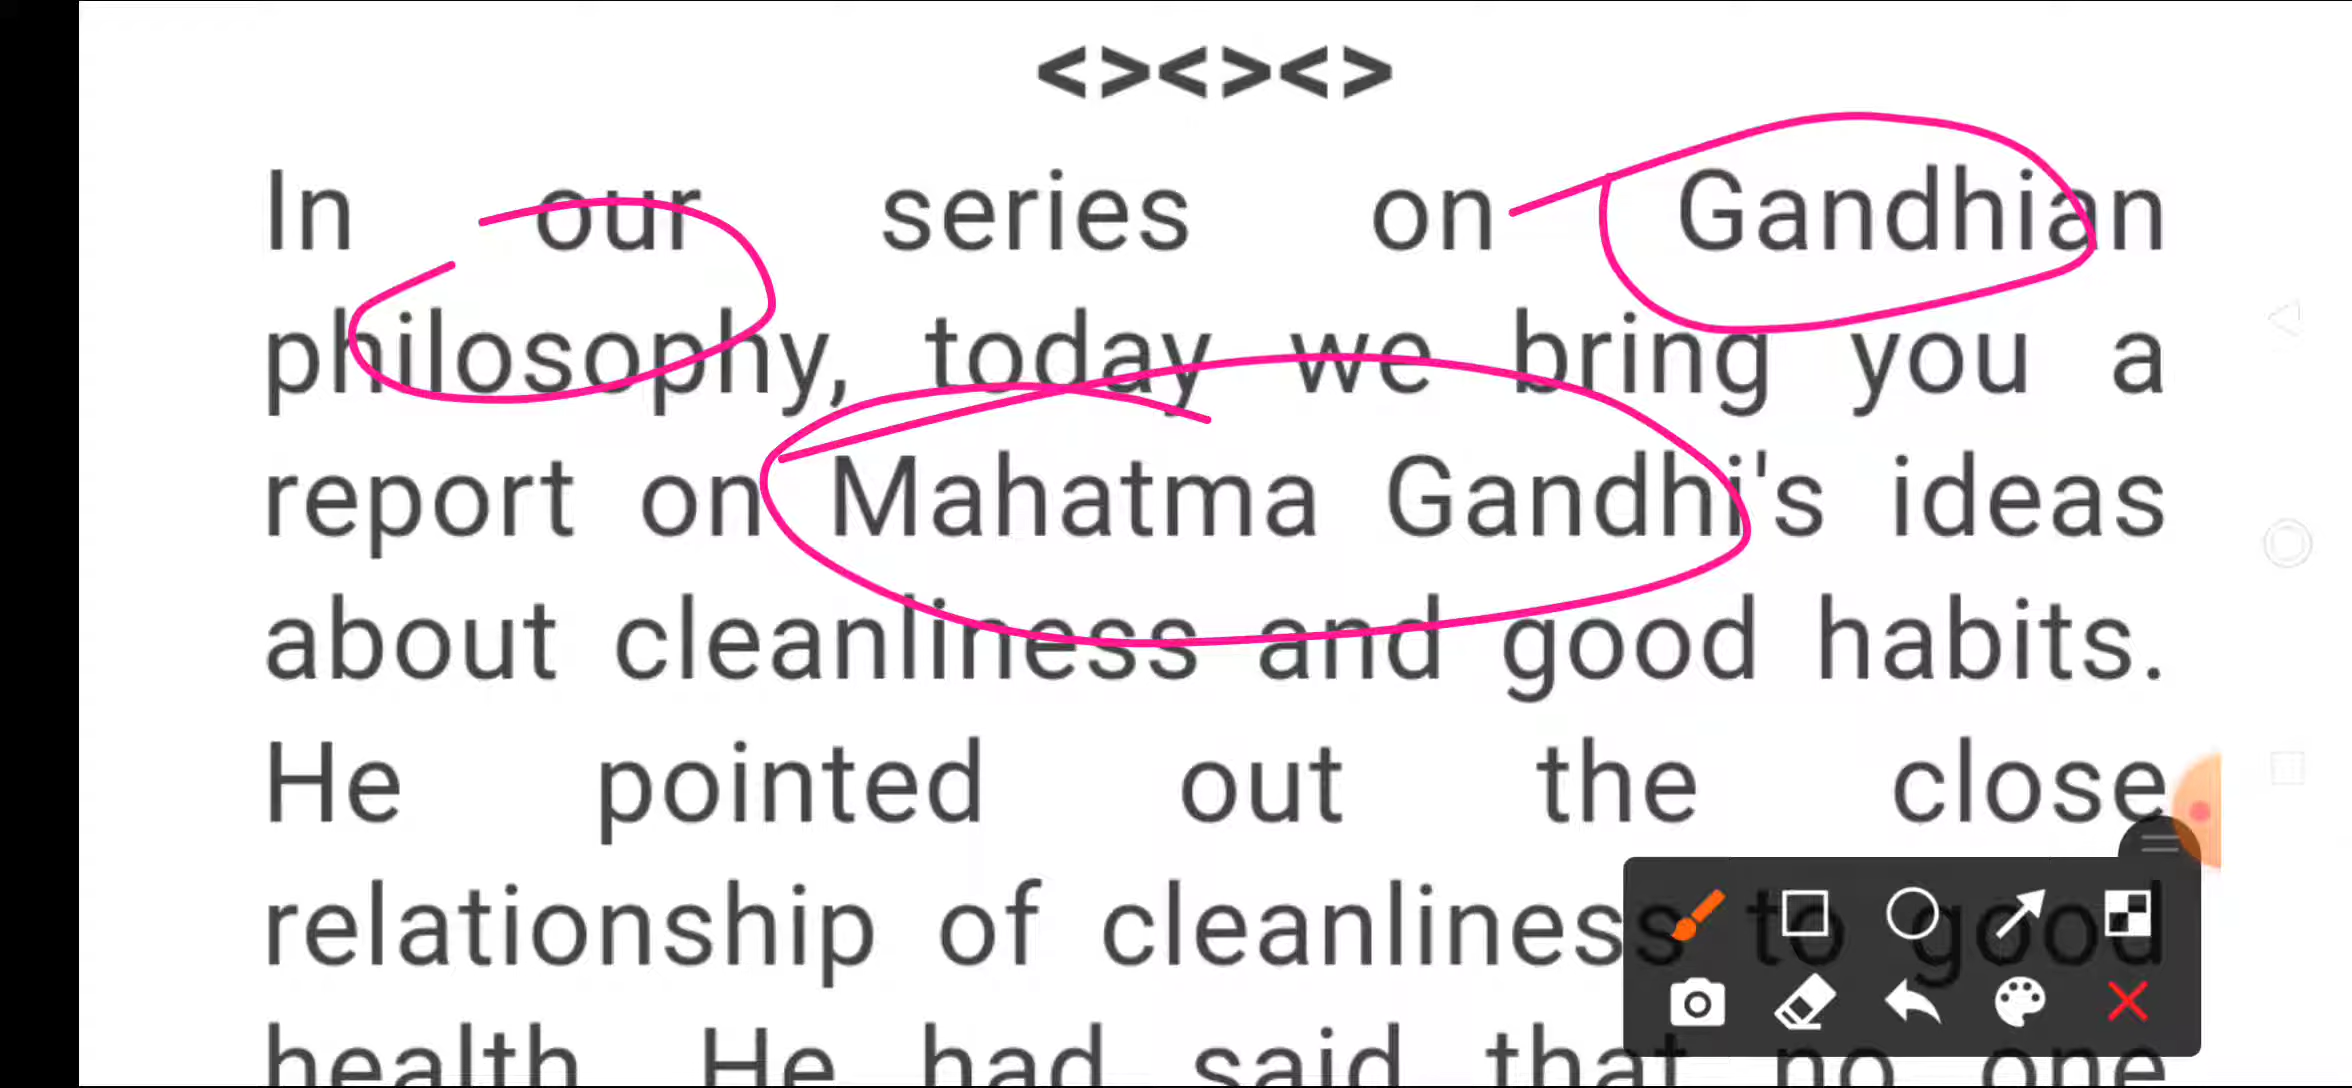 <><><>
In our series on Gandhian
philosophy, today we bring you a
report on Mahatma Gandhi's ideas
about cleanliness and good habits.
He pointed out the close
relationship of cleanliness to good
health. He had said that no one